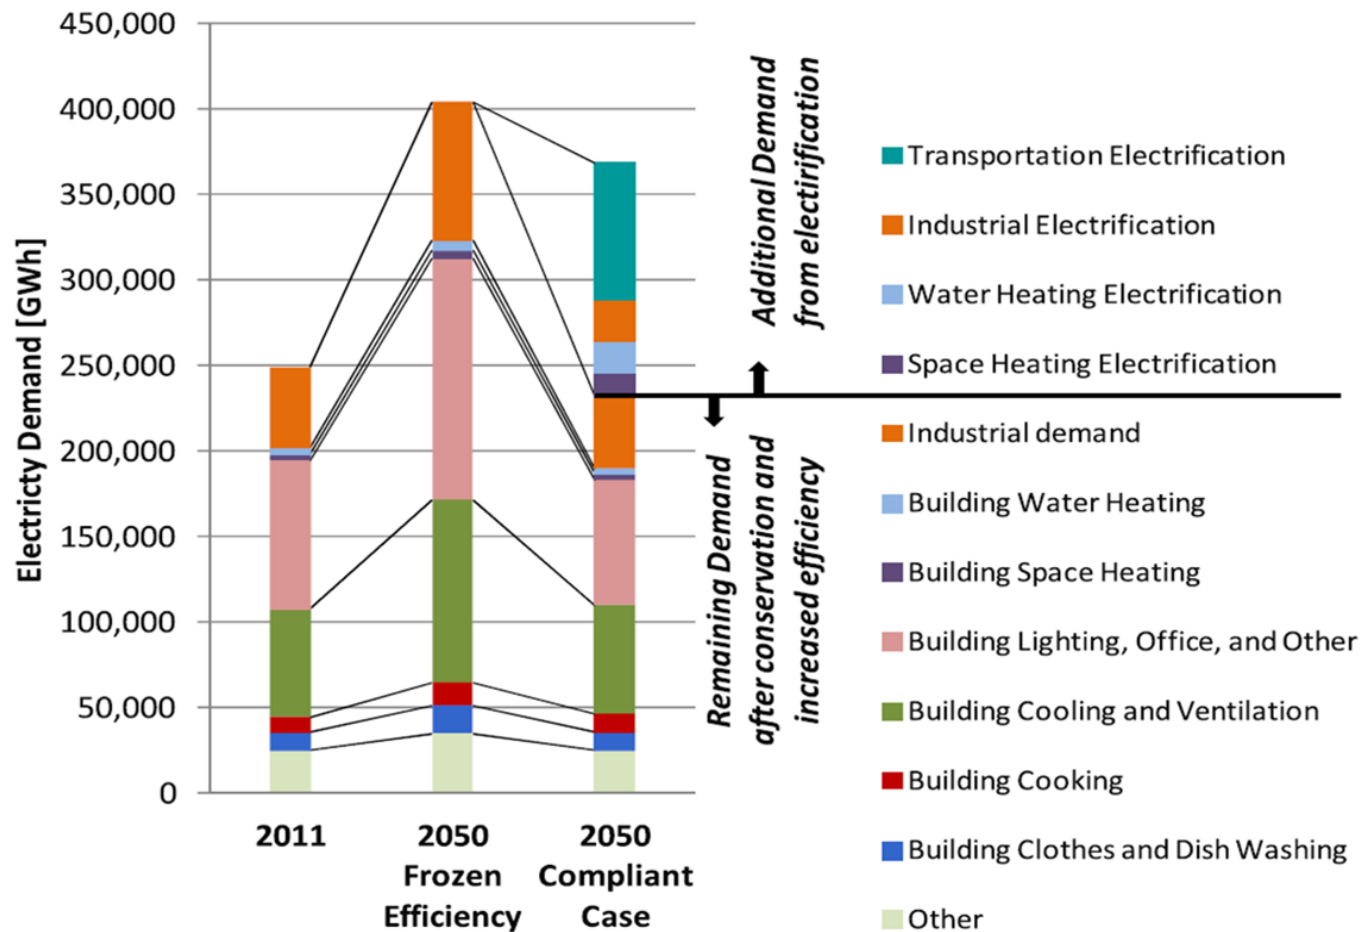 450,000
400,000
350,000
300,000
250,000
200,000
150,000
100,000
50,000
0
Electricty Demand [GWh]
2011
2050
Frozen
Efficiency
2050
Compliant
Case
Additional Demand
from electirification
Remaining Demand
after conservation and
increased efficiency
Transportation Electrification
Industrial Electrification
Water Heating Electrification
Space Heating Electrification
Industrial demand
Building Water Heating
Building Space Heating
Building Lighting, Office, and Other
Building Cooling and Ventilation
Building Cooking
Building Clothes and Dish Washing
Other